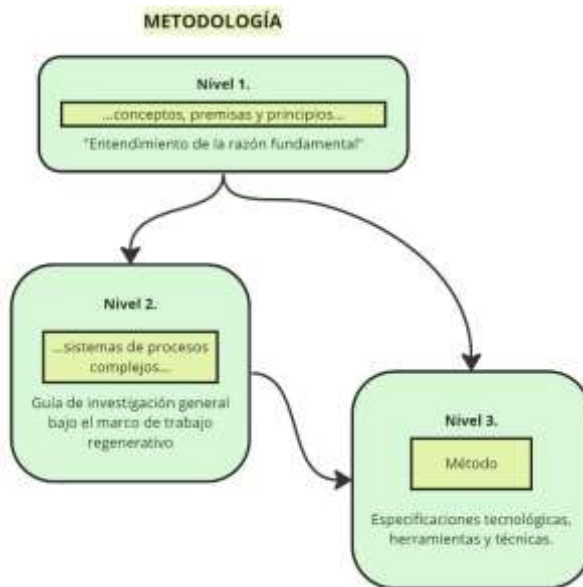 METODOLOGÍA
Nivel 1.
...conceptos, premisas y principios...
"Entendimiento de la razón fundamental"
Nivel 2.
...sistemas de procesos
complejos...
Guía de investigación general
bajo el marco de trabajo
regenerativo
Nivel 3.
Método
Especificaciones tecnológicas,
herramientas y técnicas.